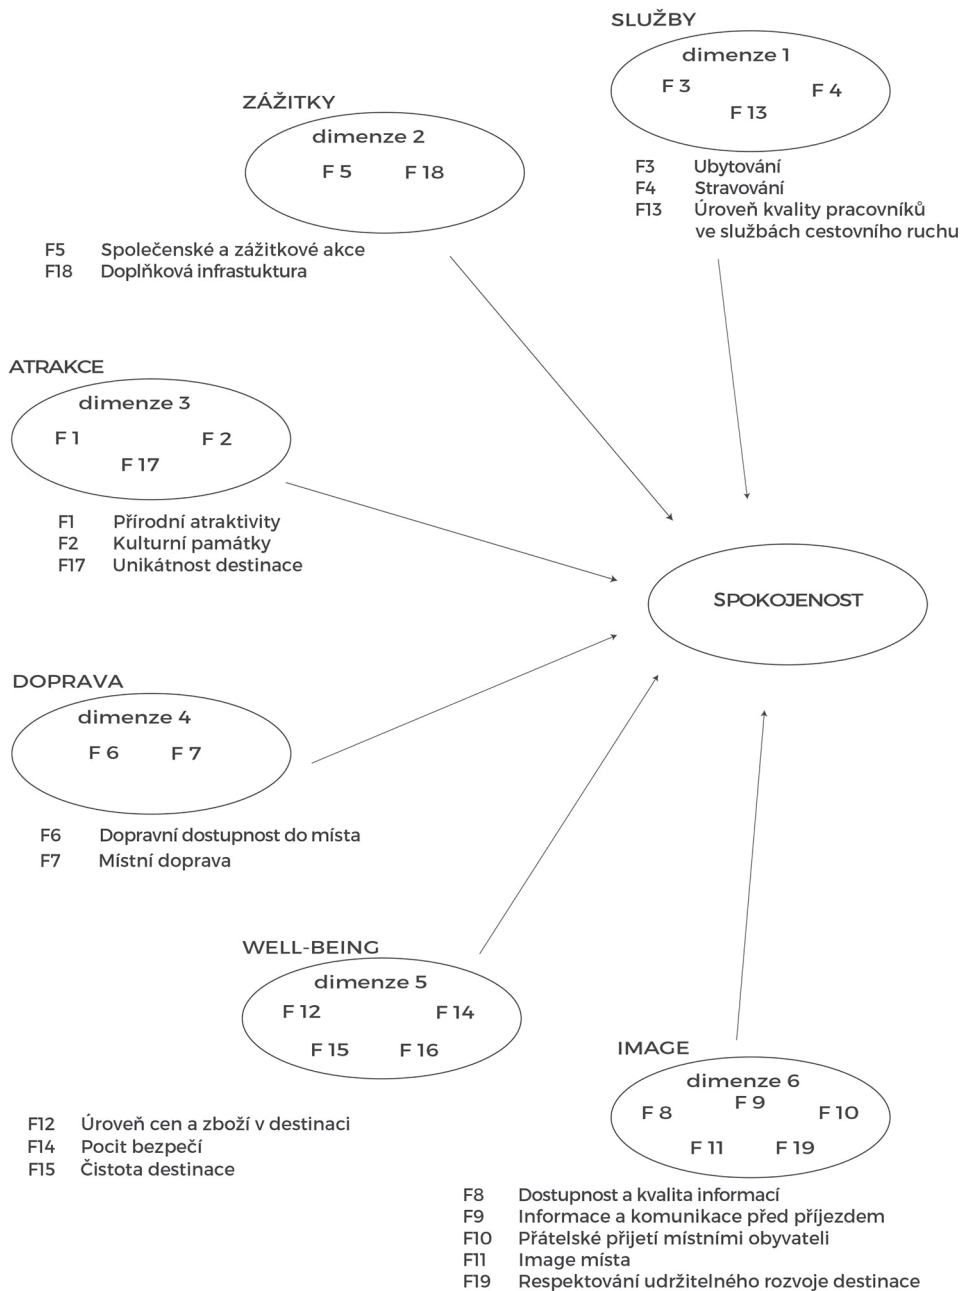 SLUŽBY
dimenze 1
F 3
F 4
F 13
F3 Ubytování
F4 Stravování
F13 Úroveň kvality pracovníků
ve službách cestovního ruchu
ZÁŽITKY
dimenze 2
F 5 F 18
F5 Společenské a zážitkové akce
F18 Doplňková infrastuktura
ATRAKCE
dimenze 3
F 1 F 2
F 17
F1 Přírodní atraktivity
F2 Kulturní památky
F17 Unikátnost destinace
SPOKOJENOST
DOPRAVA
dimenze 4
F 6 F 7
F6 Dopravní dostupnost do místa
F7 Místní doprava
WELL-BEING
dimenze 5
F 12 F 14
F 15 F 16
F12 Úroveň cen a zboží v destinaci
F14 Pocit bezpečí
F15 Čistota destinace
IMAGE
dimenze 6
F 8 F 9 F 10
F 11 F 19
F8 Dostupnost a kvalita informací
F9 Informace a komunikace před příjezdem
F10 Přátelské přijetí místními obyvateli
F11 Image místa
F19 Respektování udržitelného rozvoje destinace